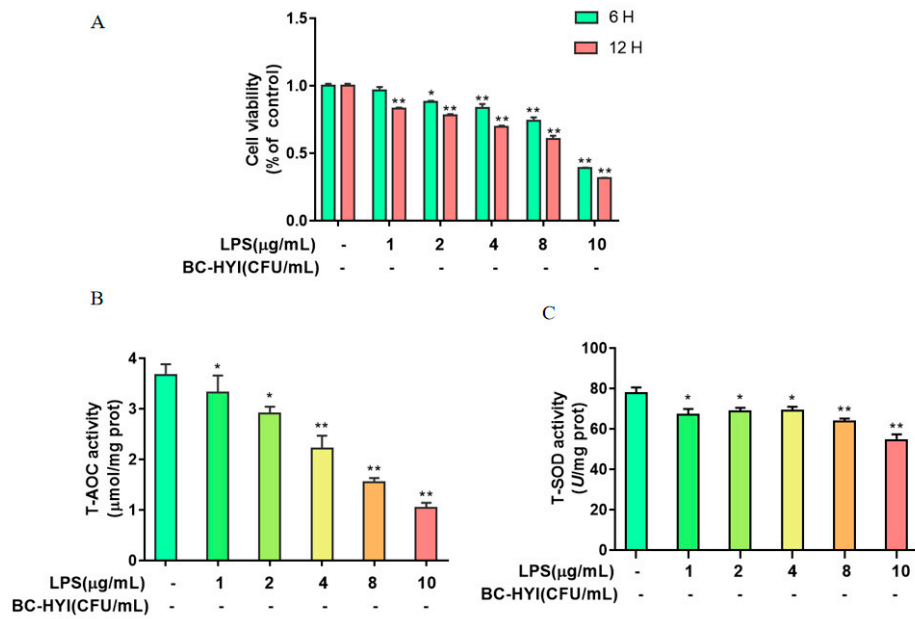 A
6 H
12 H
Cell viability
(% of control)
1.5
1.0
0.5
0.0
** * ** ** ** ** ** ** **
LPS(μg/mL) - 1 2 4 8 10
BC-HYI(CFU/mL) - - - - - -
B
T-AOC activity
(μmol/mg prot)
4
3
2
1
0
* * ** ** **
LPS(μg/mL) - 1 2 4 8 10
BC-HYI(CFU/mL) - - - - - -
C
T-SOD activity
(U/mg prot)
100
80
60
40
20
0
* * * ** **
LPS(μg/mL) - 1 2 4 8 10
BC-HYI(CFU/mL) - - - - - -